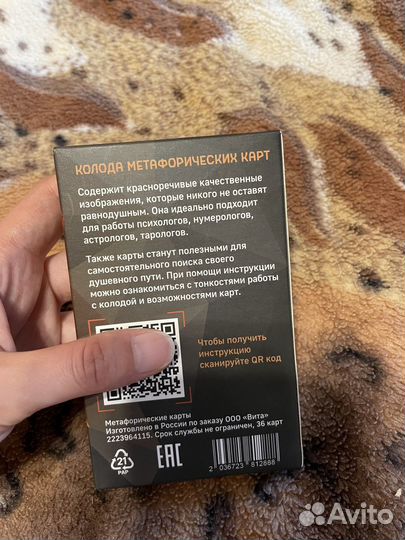 КОЛОДА МЕТАФОРИЧЕСКИХ КАРТ
Содержит красноречивые качественные
изображения, которые никого не оставят
равнодушным. Она идеально подходит
для работы психологов, нумерологов,
астрологов, тарологов.
Также карты станут полезными для
самостоятельного поиска своего
душевного пути. При помощи инструкции
можно ознакомиться с тонкостями работы
с колодой и возможностями карт.
Чтобы получить
инструкцию
сканируйте QR код
Метафорические карты
Изготовлено в России по заказу ООО «Вита»
2223964115. Срок службы не ограничен, 36 карт
21
PAP
EAC
2 036723 812888
Avito